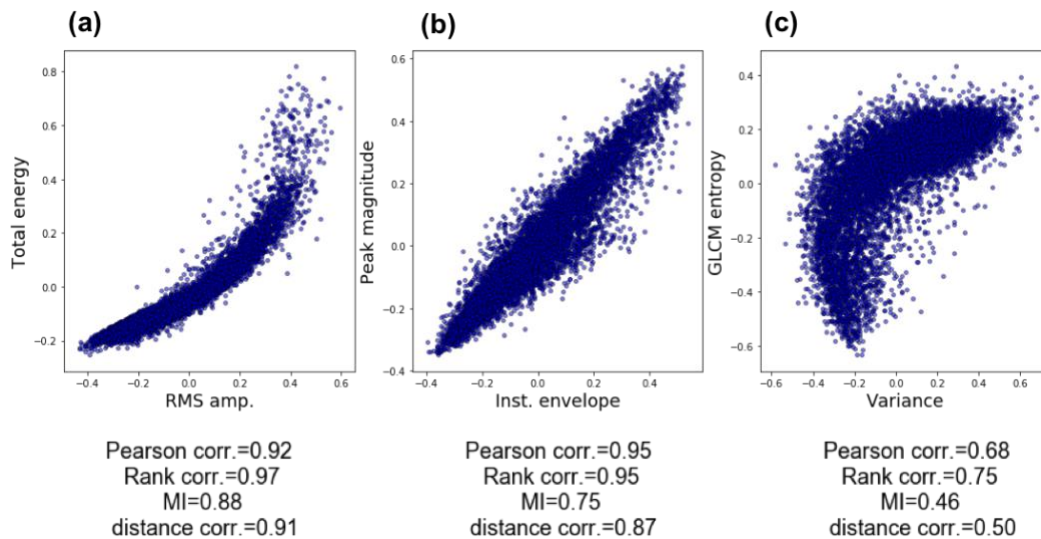 (a)
(b)
(c)
0.8
0.6
0.4
0.2
0.0
−0.2
Total energy
−0.4
−0.2
0.0
0.2
0.4
0.6
RMS amp.
0.6
0.4
0.2
0.0
−0.2
−0.4
Peak magnitude
−0.4
−0.2
0.0
0.2
0.4
Inst. envelope
0.4
0.2
0.0
−0.2
−0.4
−0.6
GLCM entropy
−0.6
−0.4
−0.2
0.0
0.2
0.4
0.6
Variance
Pearson corr.=0.92
Rank corr.=0.97
MI=0.88
distance corr.=0.91
Pearson corr.=0.95
Rank corr.=0.95
MI=0.75
distance corr.=0.87
Pearson corr.=0.68
Rank corr.=0.75
MI=0.46
distance corr.=0.50